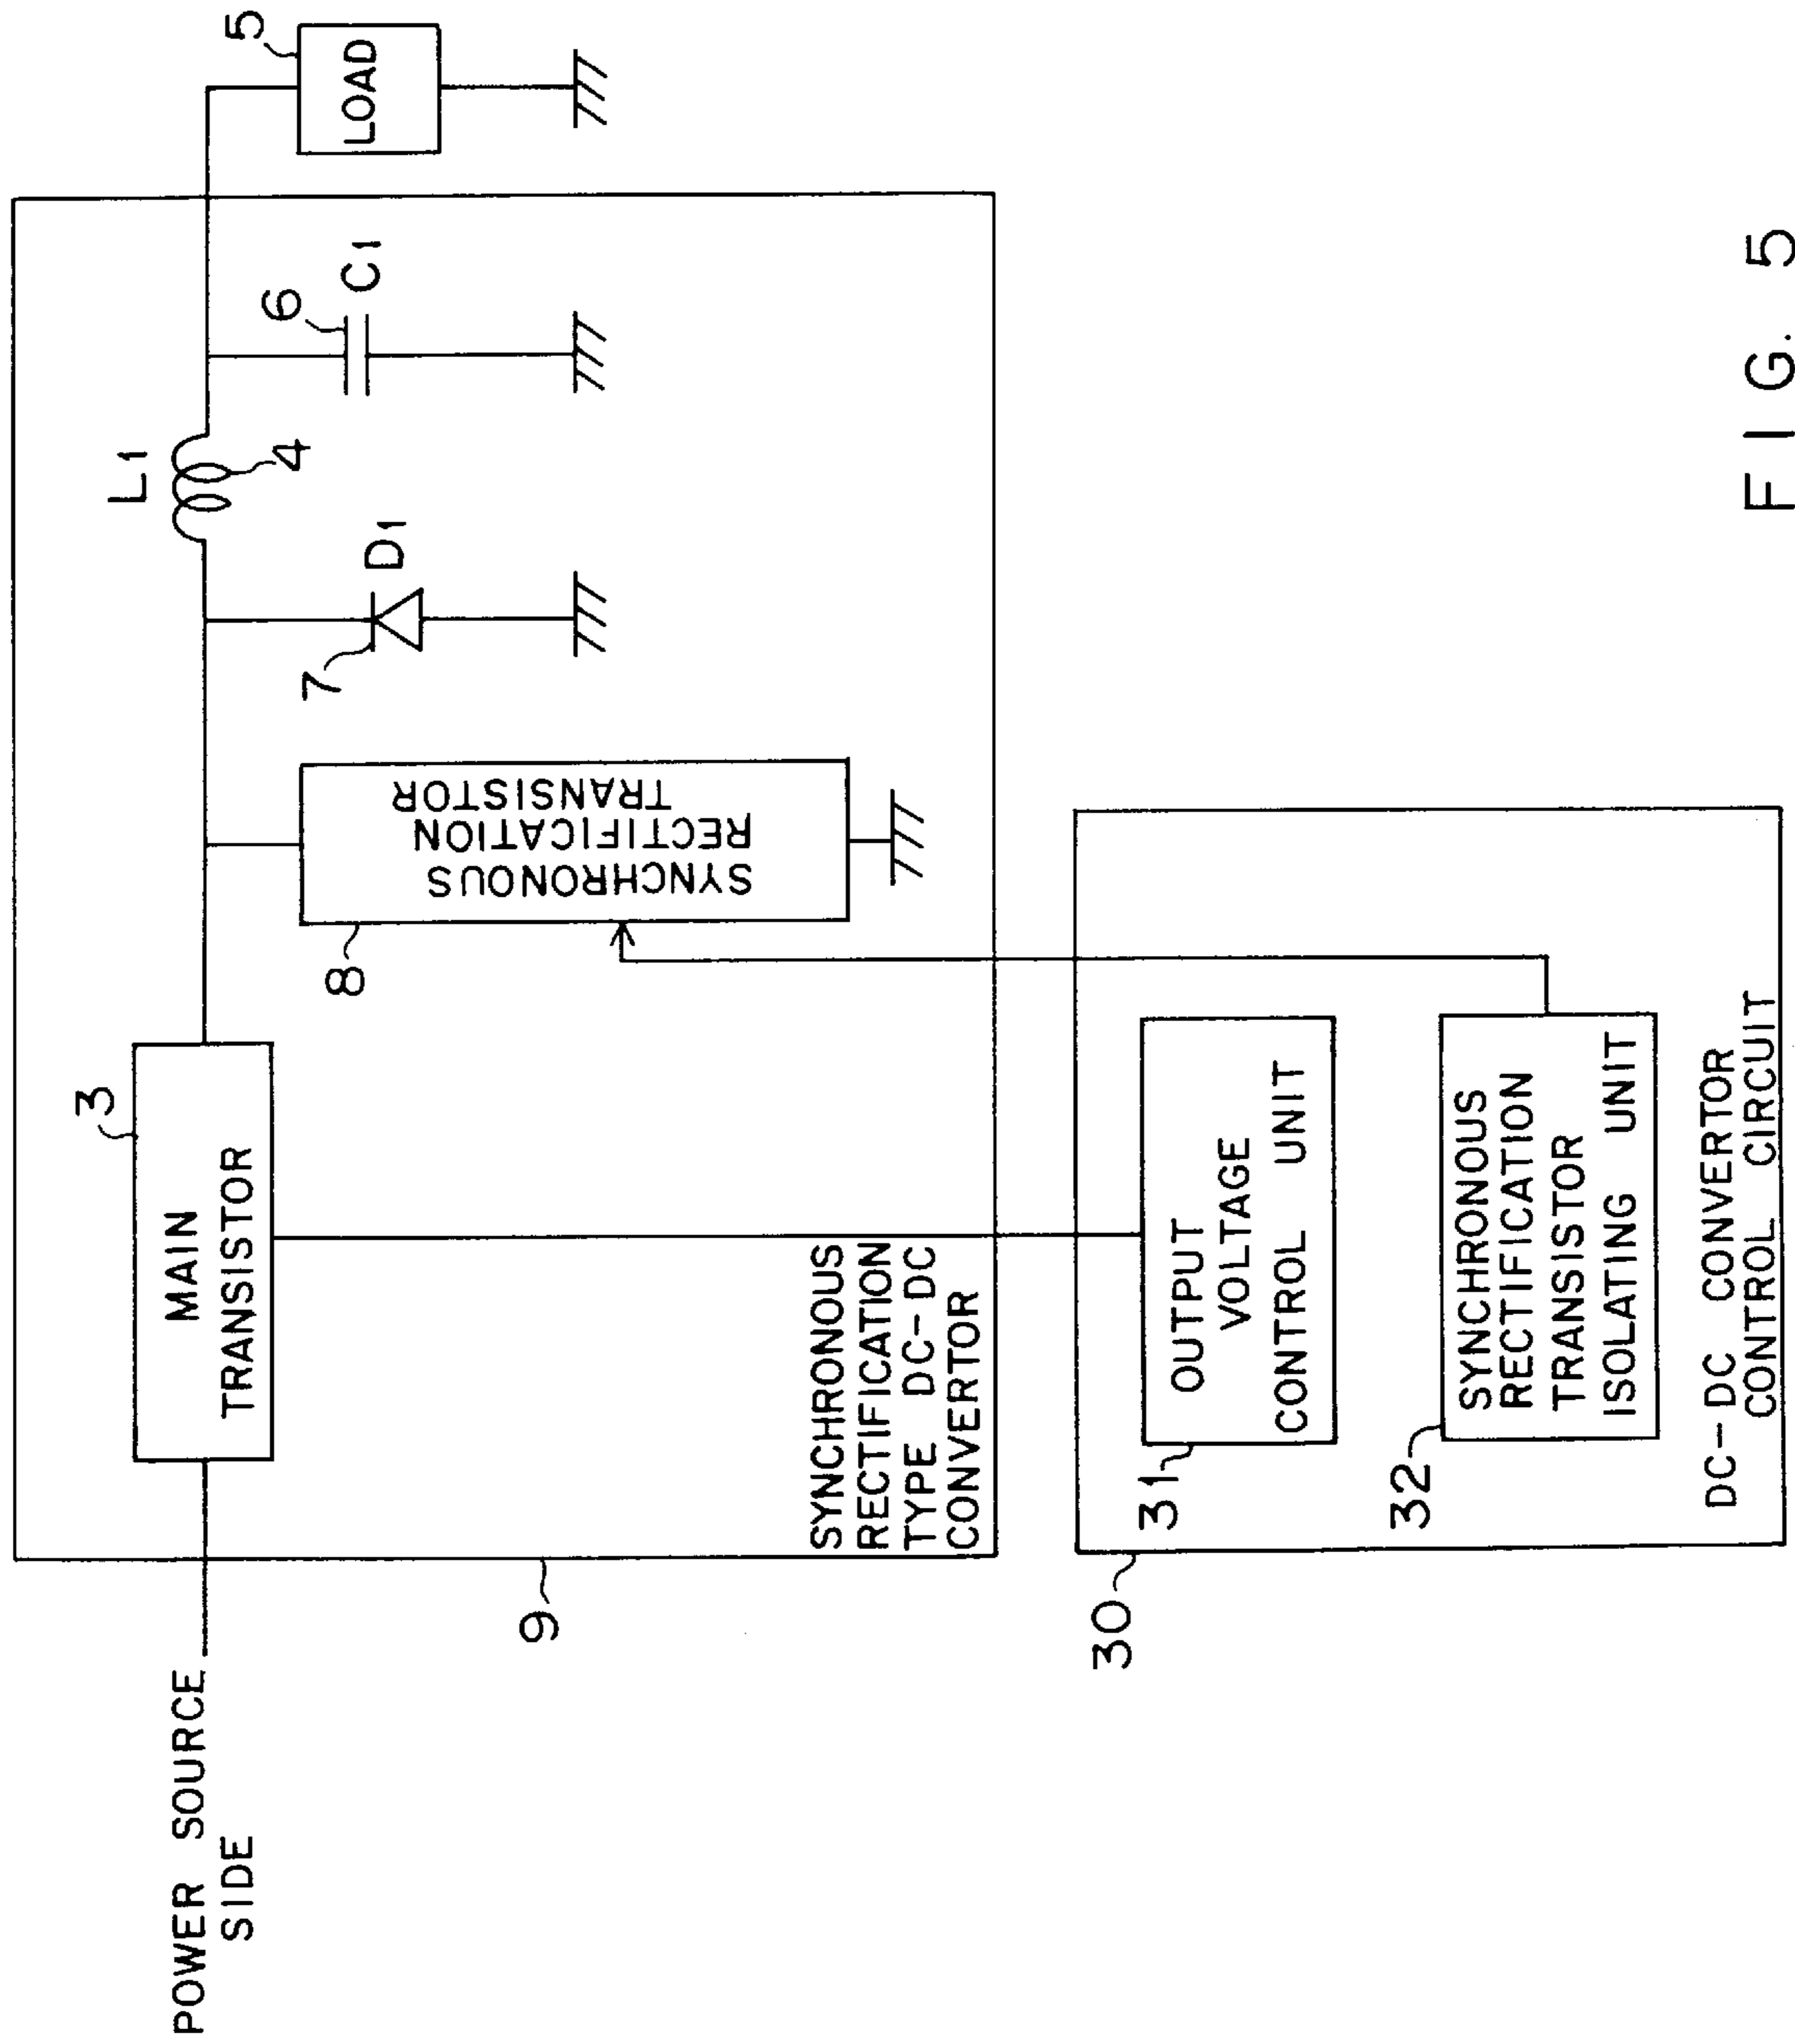 POWER SOURCE
SIDE
3
MAIN
TRANSISTOR
L1
4
5
LOAD
6
C1
7
D1
8
SYNCHRONOUS
RECTIFICATION
TRANSISTOR
9
SYNCHRONOUS
RECTIFICATION
TYPE DC-DC
CONVERTOR
30
31
OUTPUT
VOLTAGE
CONTROL UNIT
32
SYNCHRONOUS
RECTIFICATION
TRANSISTOR
ISOLATING UNIT
DC-DC CONVERTOR
CONTROL CIRCUIT
FIG. 5